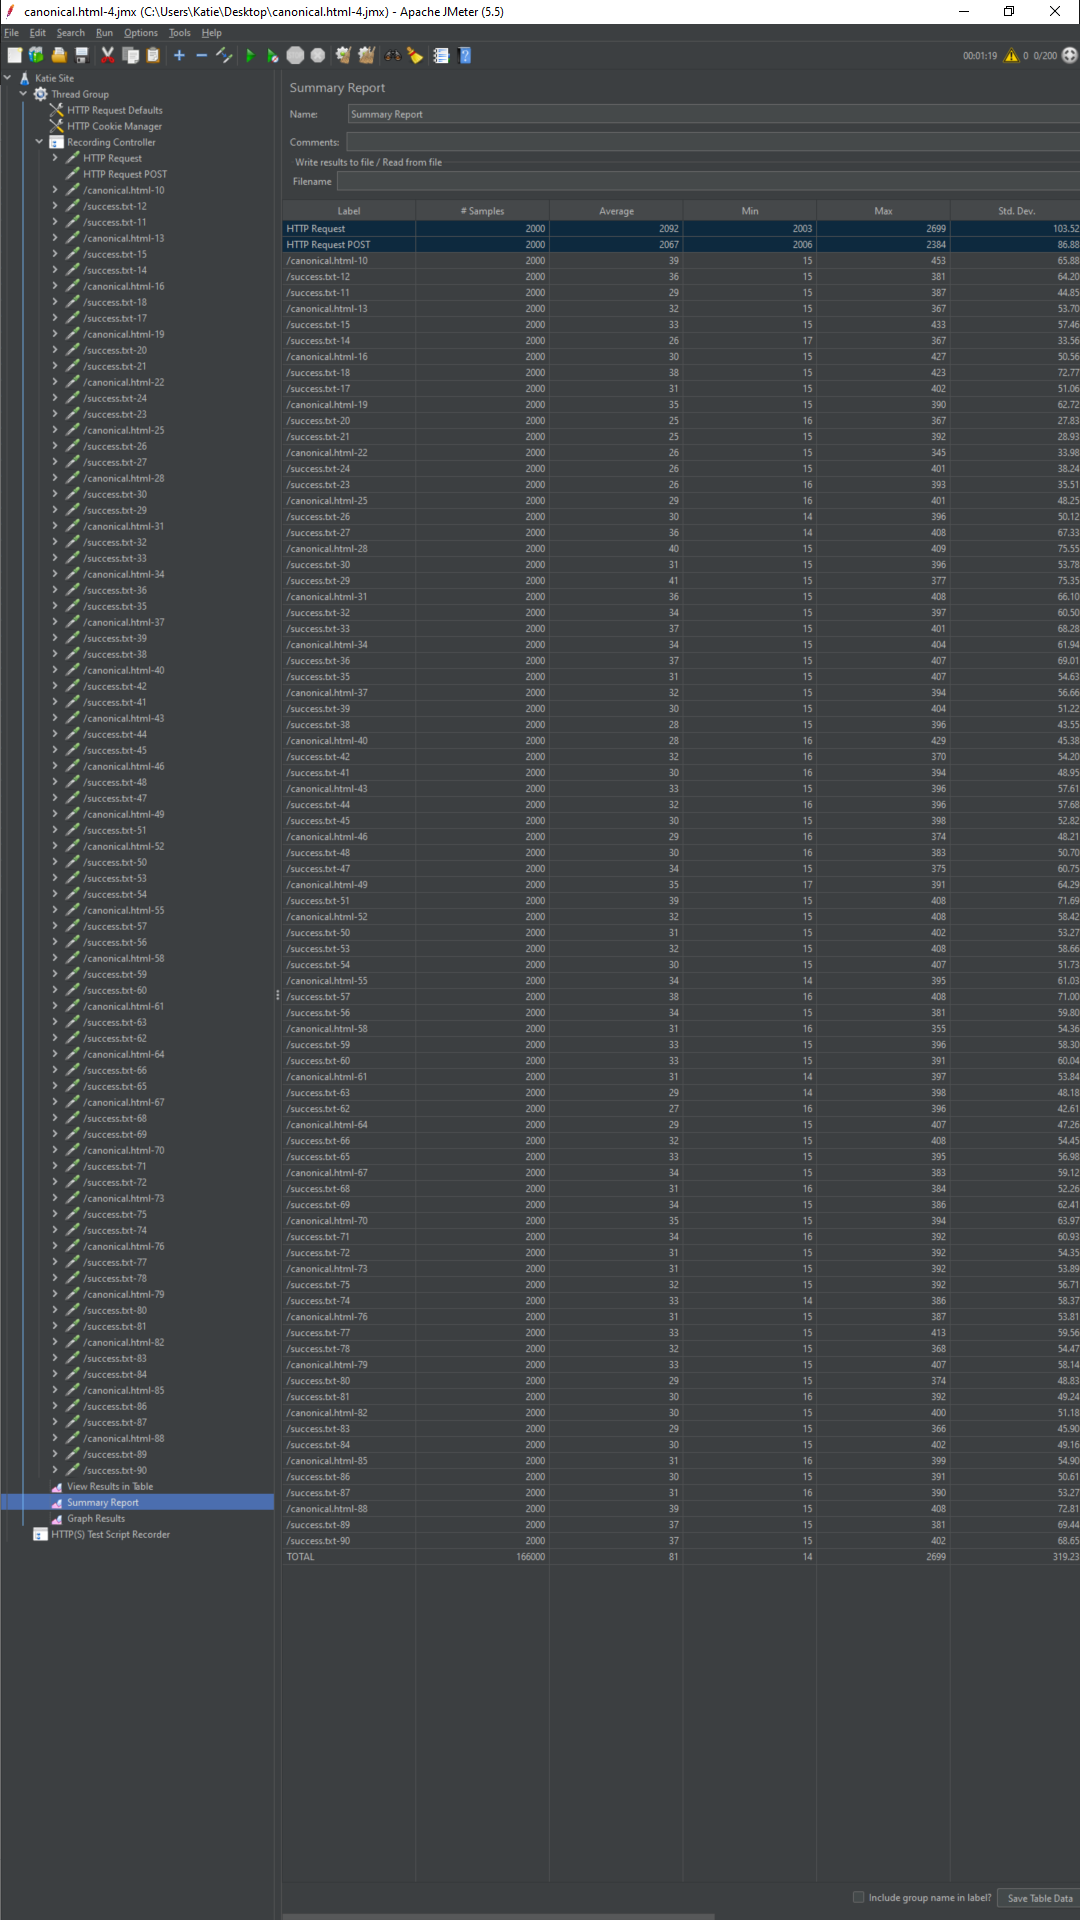 canonical.html-4.jmx (C:\Users\Katie\Desktop\canonical.html-4.jmx) - Apache JMeter (5.5)
File Edit Search Run Options Tools Help
00:01:19 0 0/200
Katie Site
Thread Group
HTTP Request Defaults
HTTP Cookie Manager
Recording Controller
HTTP Request
HTTP Request POST
/canonical.html-10
/success.txt-12
/success.txt-11
/canonical.html-13
/success.txt-15
/success.txt-14
/canonical.html-16
/success.txt-18
/success.txt-17
/canonical.html-19
/success.txt-20
/success.txt-21
/canonical.html-22
/success.txt-24
/success.txt-23
/canonical.html-25
/success.txt-26
/success.txt-27
/canonical.html-28
/success.txt-30
/success.txt-29
/canonical.html-31
/success.txt-32
/success.txt-33
/canonical.html-34
/success.txt-36
/success.txt-35
/canonical.html-37
/success.txt-39
/success.txt-38
/canonical.html-40
/success.txt-42
/success.txt-41
/canonical.html-43
/success.txt-44
/success.txt-45
/canonical.html-46
/success.txt-48
/success.txt-47
/canonical.html-49
/success.txt-51
/canonical.html-52
/success.txt-50
/success.txt-53
/success.txt-54
/canonical.html-55
/success.txt-57
/success.txt-56
/canonical.html-58
/success.txt-59
/success.txt-60
/canonical.html-61
/success.txt-63
/success.txt-62
/canonical.html-64
/success.txt-66
/success.txt-65
/canonical.html-67
/success.txt-68
/success.txt-69
/canonical.html-70
/success.txt-71
/success.txt-72
/canonical.html-73
/success.txt-75
/success.txt-74
/canonical.html-76
/success.txt-77
/success.txt-78
/canonical.html-79
/success.txt-80
/success.txt-81
/canonical.html-82
/success.txt-83
/success.txt-84
/canonical.html-85
/success.txt-86
/success.txt-87
/canonical.html-88
/success.txt-89
/success.txt-90
View Results in Table
Summary Report
Graph Results
HTTP(S) Test Script Recorder
Summary Report
Name: Summary Report
Comments:
Write results to file / Read from file
Filename
Label # Samples Average Min Max Std. Dev.
HTTP Request 2000 2092 2003 2699 103.52
HTTP Request POST 2000 2067 2006 2384 86.88
/canonical.html-10 2000 39 15 453 65.88
/success.txt-12 2000 36 15 381 64.20
/success.txt-11 2000 29 15 387 44.85
/canonical.html-13 2000 32 15 367 53.70
/success.txt-15 2000 33 15 433 57.46
/success.txt-14 2000 26 17 367 33.56
/canonical.html-16 2000 30 15 427 50.56
/success.txt-18 2000 38 15 423 72.77
/success.txt-17 2000 31 15 402 51.06
/canonical.html-19 2000 35 15 390 62.72
/success.txt-20 2000 25 16 367 27.83
/success.txt-21 2000 25 15 392 28.93
/canonical.html-22 2000 26 15 345 33.98
/success.txt-24 2000 26 15 401 38.24
/success.txt-23 2000 26 16 393 35.51
/canonical.html-25 2000 29 16 401 48.25
/success.txt-26 2000 30 14 396 50.12
/success.txt-27 2000 36 14 408 67.33
/canonical.html-28 2000 40 15 409 75.55
/success.txt-30 2000 31 15 396 53.78
/success.txt-29 2000 41 15 377 75.35
/canonical.html-31 2000 36 15 408 66.10
/success.txt-32 2000 34 15 397 60.50
/success.txt-33 2000 37 15 401 68.28
/canonical.html-34 2000 34 15 404 61.94
/success.txt-36 2000 37 15 407 69.01
/success.txt-35 2000 31 15 407 54.63
/canonical.html-37 2000 32 15 394 56.66
/success.txt-39 2000 30 15 404 51.22
/success.txt-38 2000 28 15 396 43.55
/canonical.html-40 2000 28 16 429 45.38
/success.txt-42 2000 32 16 370 54.20
/success.txt-41 2000 30 16 394 48.95
/canonical.html-43 2000 33 15 396 57.61
/success.txt-44 2000 32 16 396 57.68
/success.txt-45 2000 30 15 398 52.82
/canonical.html-46 2000 29 16 374 48.21
/success.txt-48 2000 30 16 383 50.70
/success.txt-47 2000 34 15 375 60.75
/canonical.html-49 2000 35 17 391 64.29
/success.txt-51 2000 39 15 408 71.69
/canonical.html-52 2000 32 15 408 58.42
/success.txt-50 2000 31 15 402 53.27
/success.txt-53 2000 32 15 408 58.66
/success.txt-54 2000 30 15 407 51.73
/canonical.html-55 2000 34 14 395 61.03
/success.txt-57 2000 38 16 408 71.00
/success.txt-56 2000 34 15 381 59.80
/canonical.html-58 2000 31 16 355 54.36
/success.txt-59 2000 33 15 396 58.30
/success.txt-60 2000 33 15 391 60.04
/canonical.html-61 2000 31 14 397 53.84
/success.txt-63 2000 29 14 398 48.18
/success.txt-62 2000 27 16 396 42.61
/canonical.html-64 2000 29 15 407 47.26
/success.txt-66 2000 32 15 408 54.45
/success.txt-65 2000 33 15 395 56.98
/canonical.html-67 2000 34 15 383 59.12
/success.txt-68 2000 31 16 384 52.26
/success.txt-69 2000 34 15 386 62.41
/canonical.html-70 2000 35 15 394 63.97
/success.txt-71 2000 34 16 392 60.93
/success.txt-72 2000 31 15 392 54.35
/canonical.html-73 2000 31 15 392 53.89
/success.txt-75 2000 32 15 392 56.71
/success.txt-74 2000 33 14 386 58.37
/canonical.html-76 2000 31 15 387 53.81
/success.txt-77 2000 33 15 413 59.56
/success.txt-78 2000 32 15 368 54.47
/canonical.html-79 2000 33 15 407 58.14
/success.txt-80 2000 29 15 374 48.83
/success.txt-81 2000 30 16 392 49.24
/canonical.html-82 2000 30 15 400 51.18
/success.txt-83 2000 29 15 366 45.90
/success.txt-84 2000 30 15 402 49.16
/canonical.html-85 2000 31 16 399 54.90
/success.txt-86 2000 30 15 391 50.61
/success.txt-87 2000 31 16 390 53.27
/canonical.html-88 2000 39 15 408 72.81
/success.txt-89 2000 37 15 381 69.44
/success.txt-90 2000 37 15 402 68.65
TOTAL 166000 81 14 2699 319.23
Include group name in label? Save Table Data